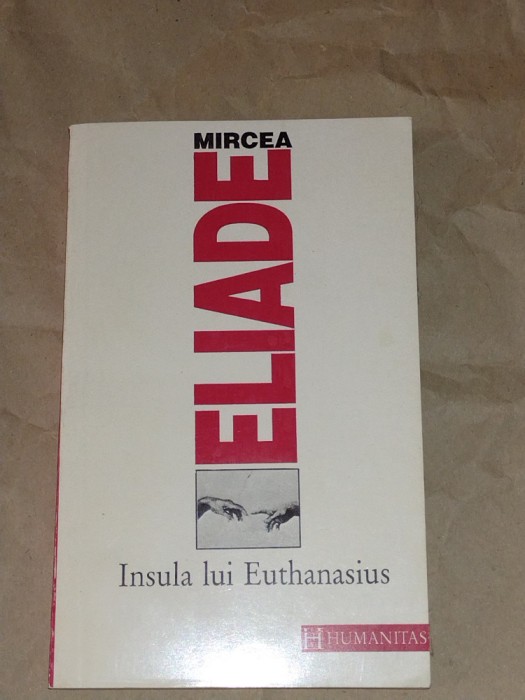 MIRCEA
ELIADE
Insula lui Euthanasius
HUMANITAS